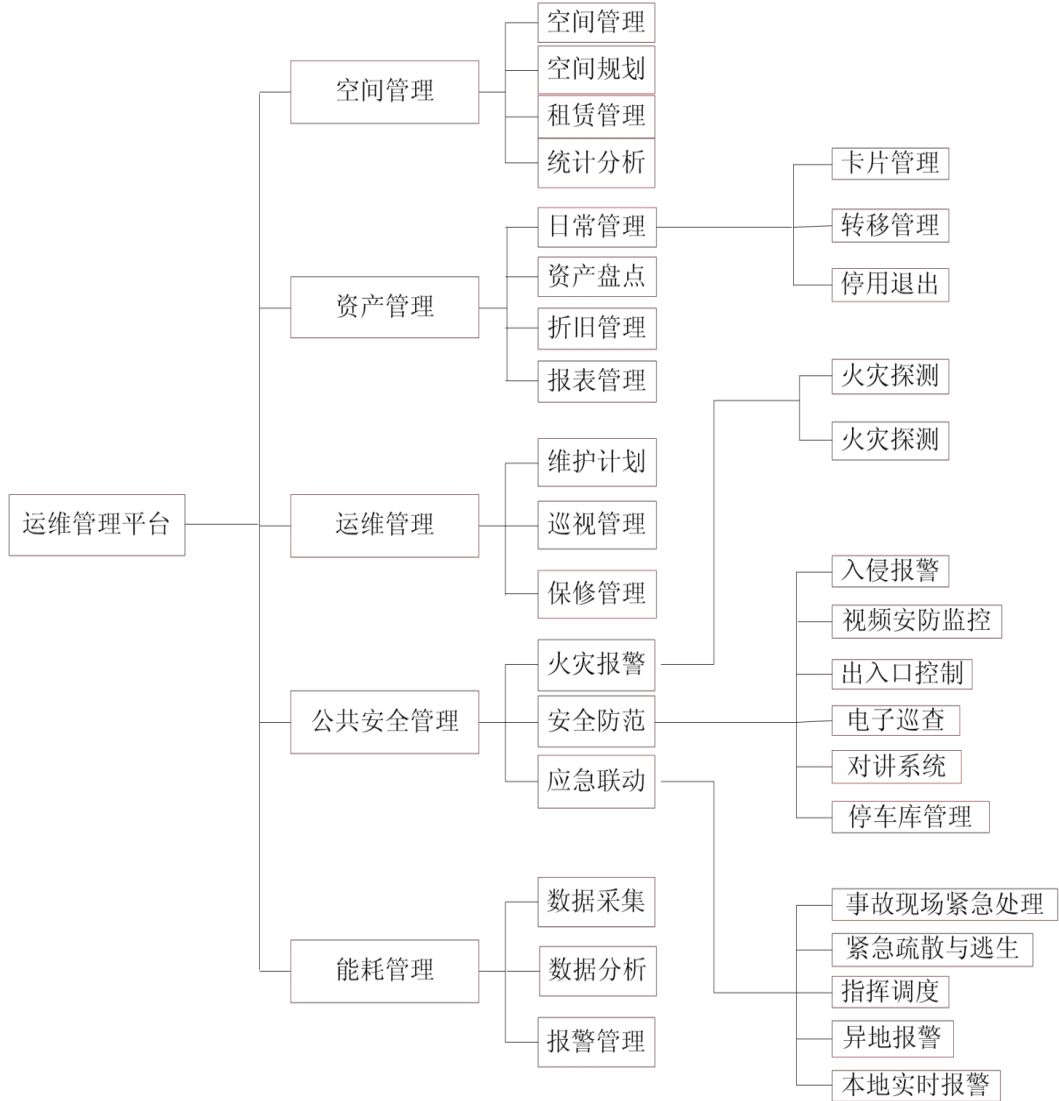 运维管理平台
空间管理
空间管理
空间规划
租赁管理
统计分析
资产管理
日常管理
卡片管理
转移管理
停用退出
资产盘点
折旧管理
报表管理
运维管理
维护计划
巡视管理
保修管理
公共安全管理
火灾报警
火灾探测
火灾探测
安全防范
入侵报警
视频安防监控
出入口控制
电子巡查
对讲系统
停车库管理
应急联动
事故现场紧急处理
紧急疏散与逃生
指挥调度
异地报警
本地实时报警
能耗管理
数据采集
数据分析
报警管理